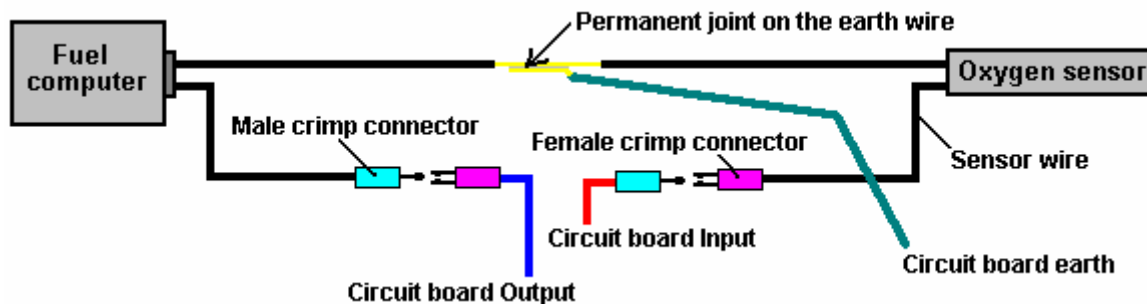 Permanent joint on the earth wire
Fuel
computer
Oxygen sensor
Male crimp connector
Female crimp connector
Sensor wire
Circuit board Input
Circuit board earth
Circuit board Output